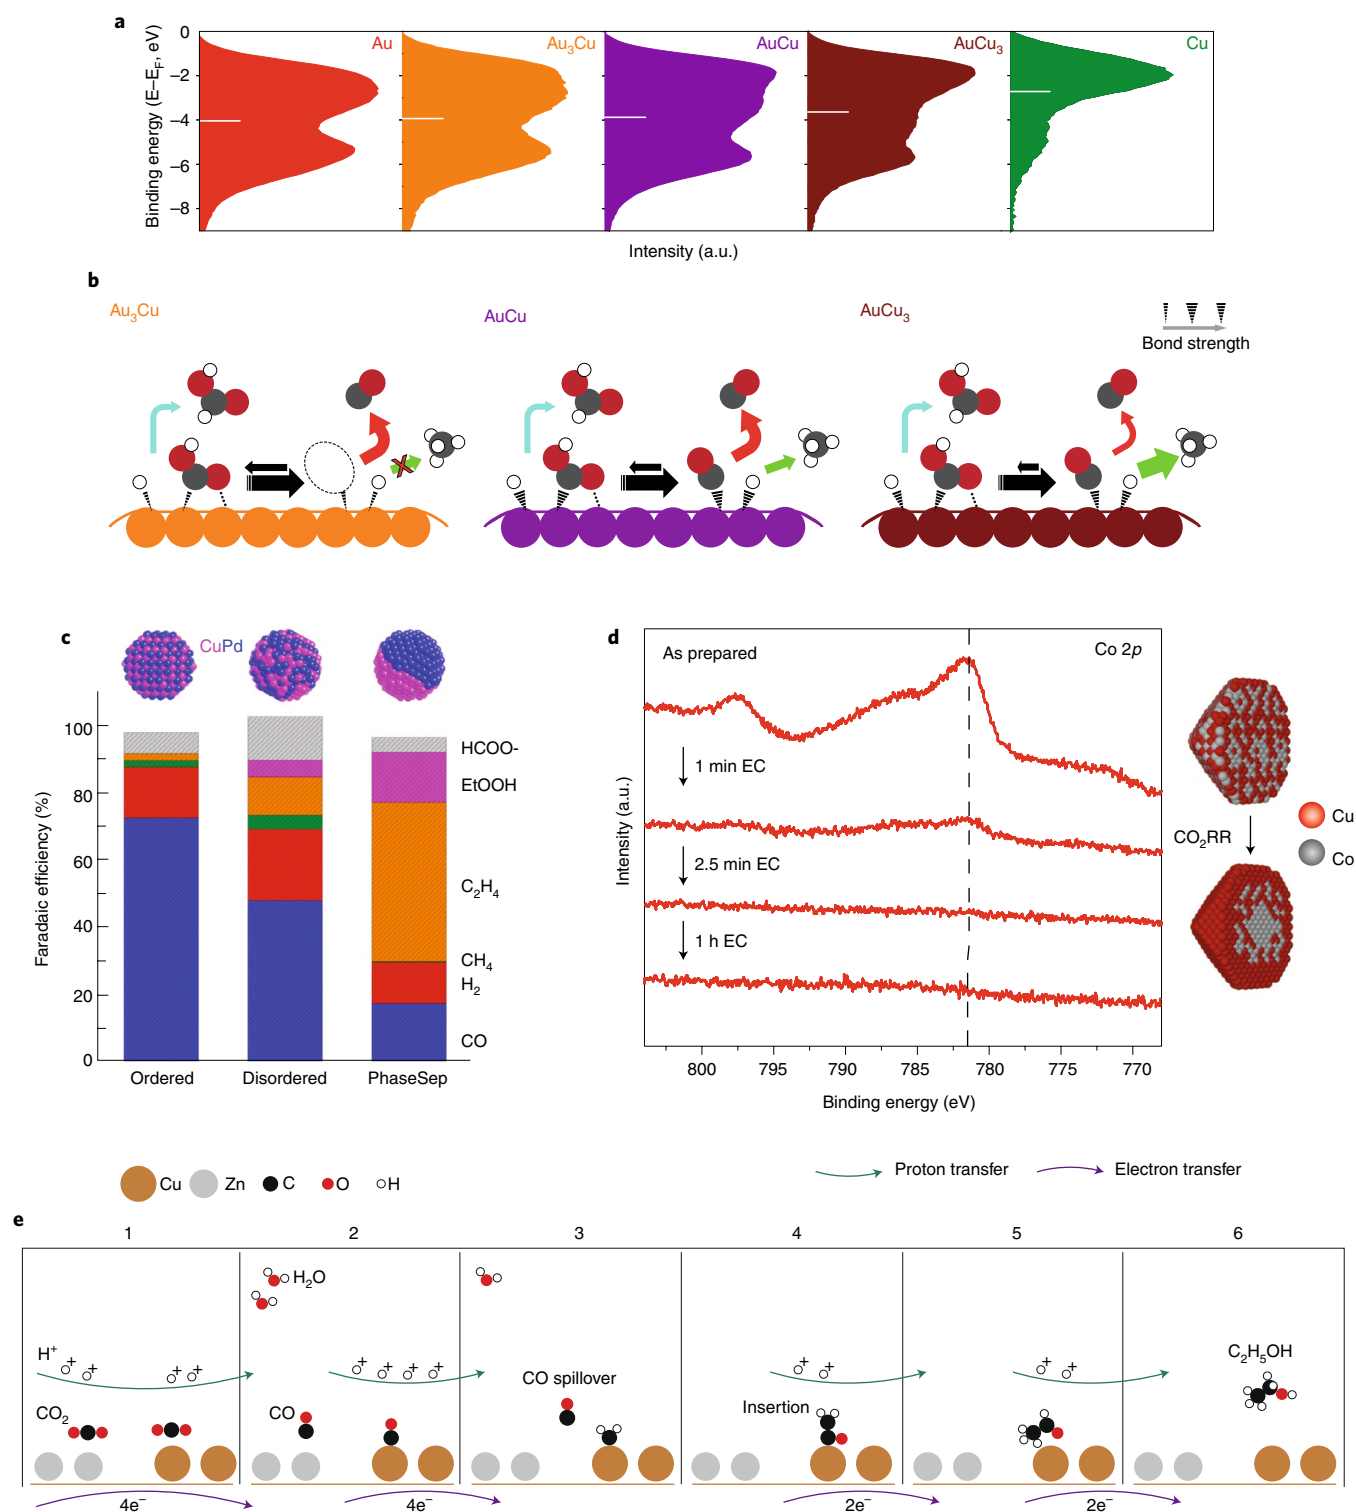 a
Au
Au3Cu
AuCu
AuCu3
Cu
0
–2
–4
–6
–8
Binding energy (E–EF, eV)
Intensity (a.u.)
b
Au3Cu
AuCu
AuCu3
Bond strength
X
c
CuPd
Faradaic efficiency (%)
100
80
60
40
20
0
HCOO-
EtOOH
C2H4
CH4
H2
CO
Ordered
Disordered
PhaseSep
d
As prepared
Co 2p
1 min EC
2.5 min EC
1 h EC
Intensity (a.u.)
800
795
790
785
780
775
770
Binding energy (eV)
CO2RR
Cu
Co
Cu
Zn
C
O
H
Proton transfer
Electron transfer
e
1
2
3
4
5
6
H+
+
+
+
+
CO2
4e–
H2O
+
+
+
+
CO
4e–
CO spillover
+
+
Insertion
2e–
+
+
2e–
C2H5OH